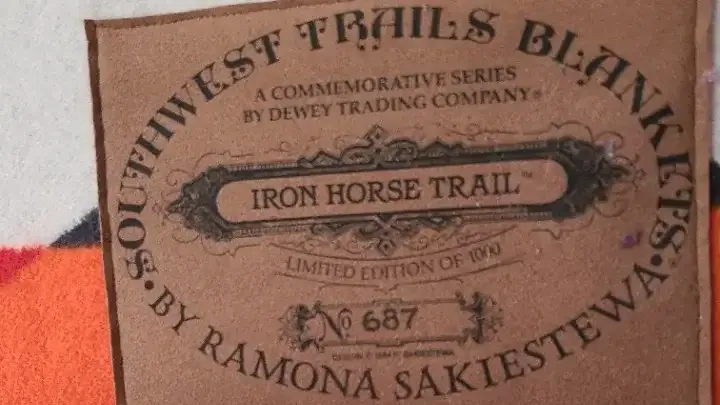 SOUTHWEST TRAILS BLANKETS
A COMMEMORATIVE SERIES
BY DEWEY TRADING COMPANY®
IRON HORSE TRAIL™
LIMITED EDITION OF 1000
No 687
• BY RAMONA SAKIESTEWA •